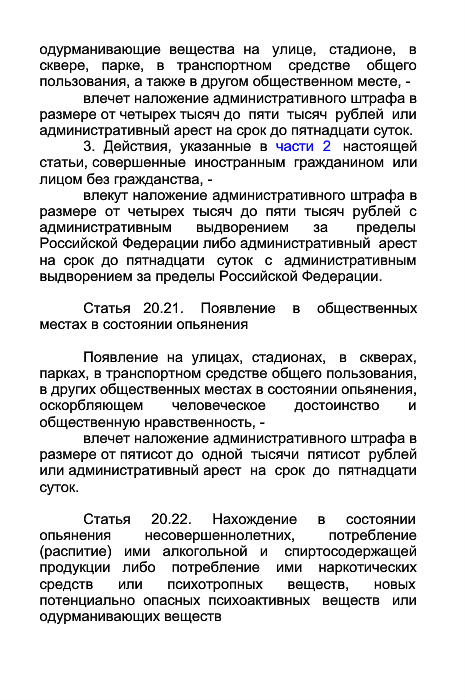 одурманивающие вещества на улице, стадионе, в
сквере, парке, в транспортном средстве общего
пользования, а также в другом общественном месте, -
влечет наложение административного штрафа в
размере от четырех тысяч до пяти тысяч рублей или
административный арест на срок до пятнадцати суток.
3. Действия, указанные в части 2 настоящей
статьи, совершенные иностранным гражданином или
лицом без гражданства, -
влекут наложение административного штрафа в
размере от четырех тысяч до пяти тысяч рублей с
административным выдворением за пределы
Российской Федерации либо административный арест
на срок до пятнадцати суток с административным
выдворением за пределы Российской Федерации.
Статья 20.21. Появление в общественных
местах в состоянии опьянения
Появление на улицах, стадионах, в скверах,
парках, в транспортном средстве общего пользования,
в других общественных местах в состоянии опьянения,
оскорбляющем человеческое достоинство и
общественную нравственность, -
влечет наложение административного штрафа в
размере от пятисот до одной тысячи пятисот рублей
или административный арест на срок до пятнадцати
суток.
Статья 20.22. Нахождение в состоянии
опьянения несовершеннолетних, потребление
(распитие) ими алкогольной и спиртосодержащей
продукции либо потребление ими наркотических
средств или психотропных веществ, новых
потенциально опасных психоактивных веществ или
одурманивающих веществ